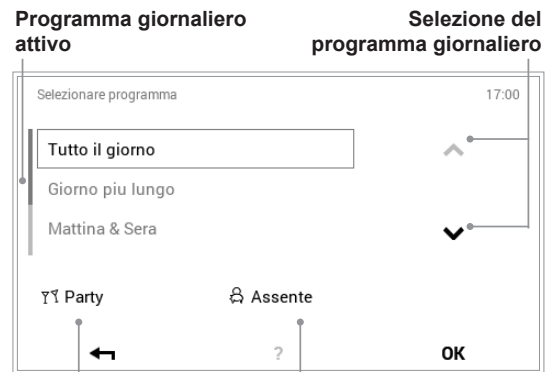 Programma giornaliero
attivo
Selezione del
programma giornaliero
Selezionare programma 17:00
Tutto il giorno
Giorno piu lungo
Mattina & Sera
Party Assente
? OK